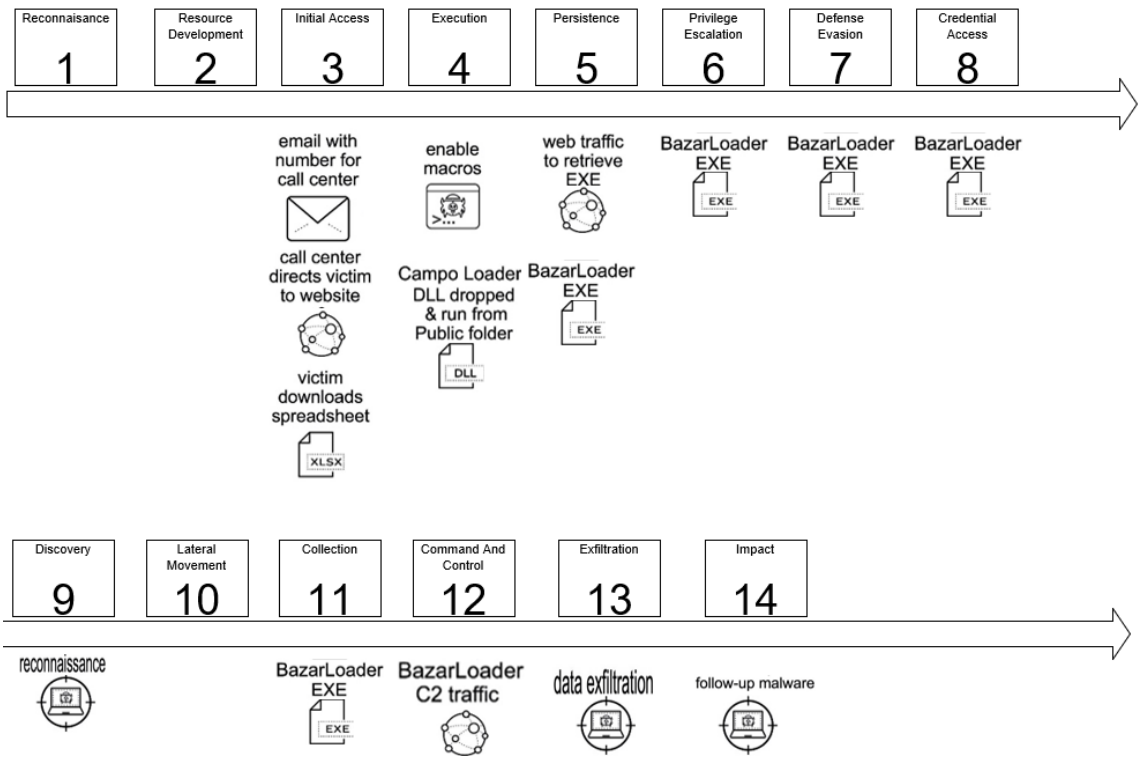 Reconnaisance
1
Resource
Development
2
Initial Access
3
Execution
4
Persistence
5
Privilege
Escalation
6
Defense
Evasion
7
Credential
Access
8
email with
number for
call center
call center
directs victim
to website
victim
downloads
spreadsheet
XLSX
enable
macros
>...
Campo Loader
DLL dropped
& run from
Public folder
DLL
web traffic
to retrieve
EXE
BazarLoader
EXE
EXE
BazarLoader
EXE
EXE
BazarLoader
EXE
EXE
BazarLoader
EXE
EXE
Discovery
9
Lateral
Movement
10
Collection
11
Command And
Control
12
Exfiltration
13
Impact
14
reconnaissance
BazarLoader
EXE
EXE
BazarLoader
C2 traffic
data exfiltration
follow-up malware